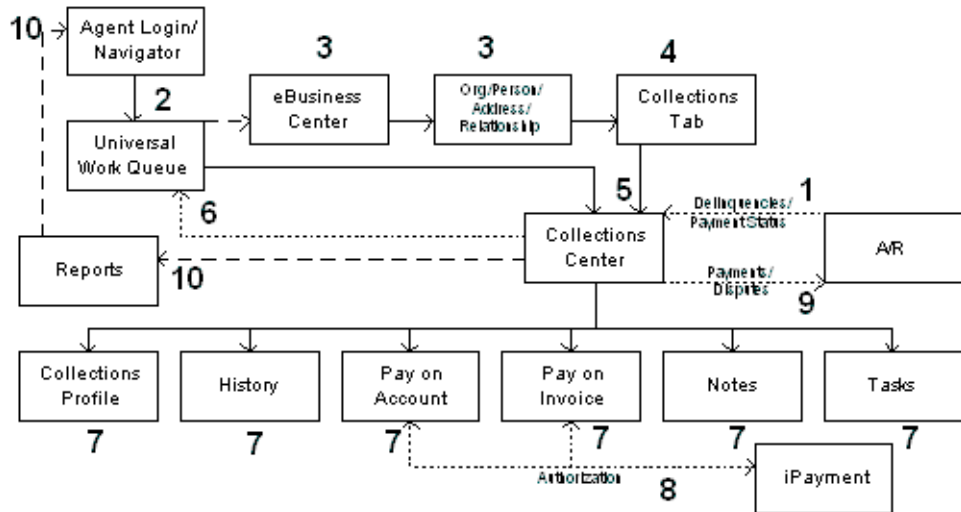 10
Agent Login/
Navigator
3
3
4
2
eBusiness
Center
Org/Person/
Address/
Relationship
Collections
Tab
Universal
Work Queue
5
1
6
Delinquencies/
Payment Status
Reports
10
Collections
Center
A/R
Payments/
Disputes
9
Collections
Profile
History
Pay on
Account
Pay on
Invoice
Notes
Tasks
7
7
7
7
7
7
Authorization
8
iPayment